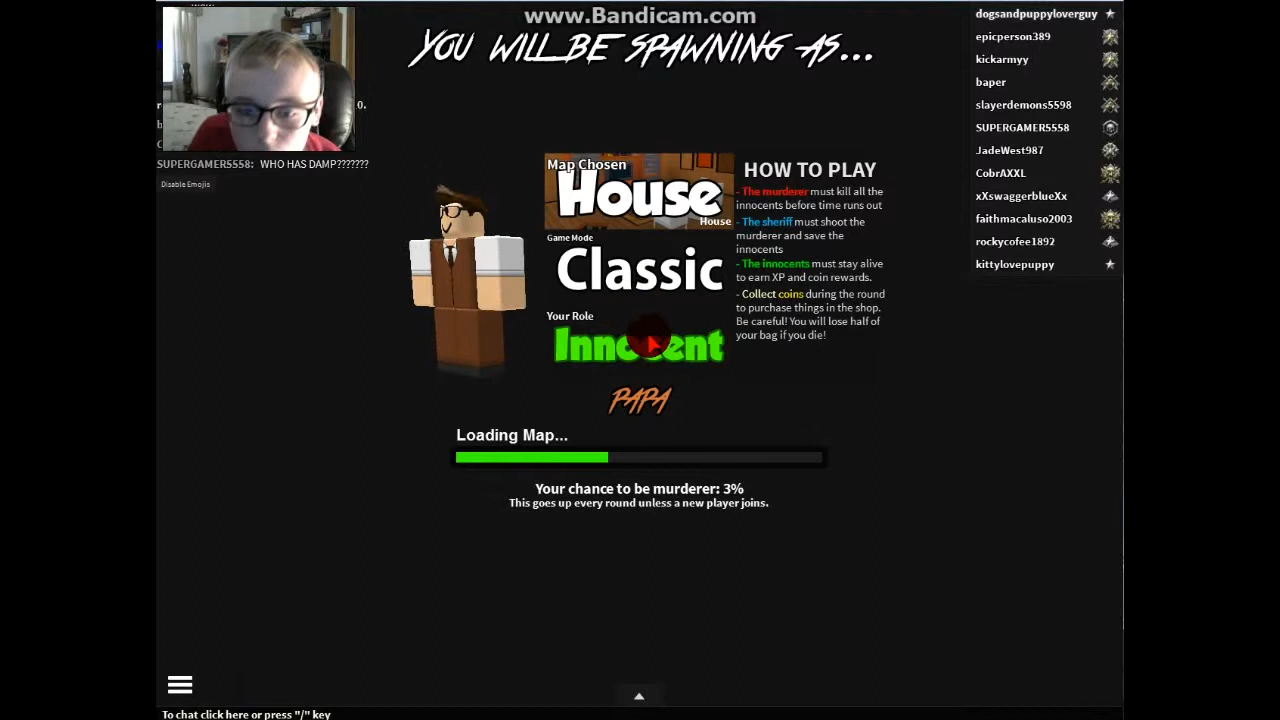 www.Bandicam.com
YOU WILL BE SPAWNING AS...
SUPERGAMER5558: WHO HAS DAMP???????
Disable Emojis
Map Chosen
House
House
Game Mode
Classic
Your Role
Innocent
PAPA
HOW TO PLAY
- The murderer must kill all the
innocents before time runs out
- The sheriff must shoot the
murderer and save the
innocents
- The innocents must stay alive
to earn XP and coin rewards.
- Collect coins during the round
to purchase things in the shop.
Be careful! You will lose half of
your bag if you die!
Loading Map...
Your chance to be murderer: 3%
This goes up every round unless a new player joins.
dogsandpuppyloverguy
epicperson389
kickarmyy
baper
slayerdemons5598
SUPERGAMER5558
JadeWest987
CobrAXXL
xXswaggerblueXx
faithmacaluso2003
rockycofee1892
kittylovepuppy
To chat click here or press "/" key